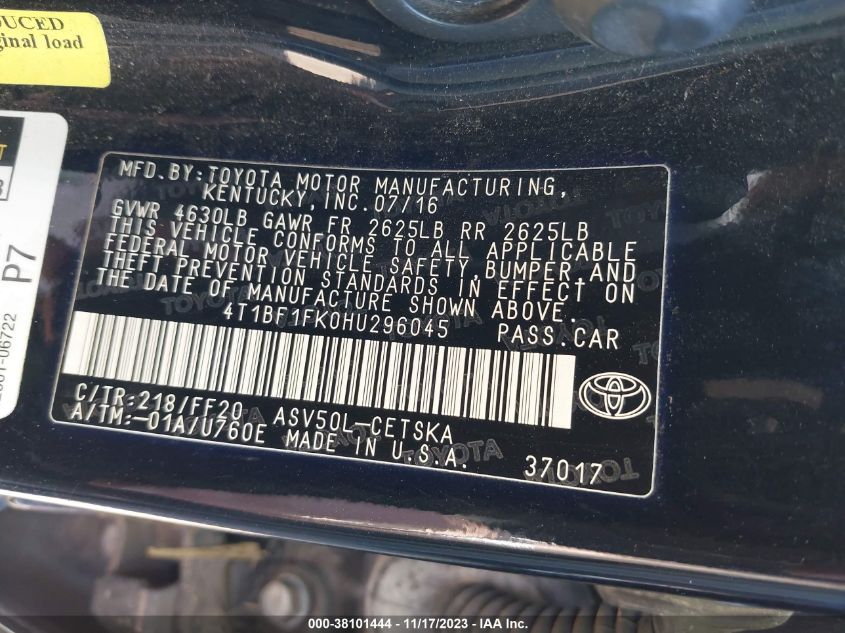 DUCED
ginal load
P7
MFD.BY:TOYOTA MOTOR MANUFACTURING,
KENTUCKY, INC. 07/16
GVWR 4630LB GAWR FR 2625LB RR 2625LB
THIS VEHICLE CONFORMS TO ALL APPLICABLE
FEDERAL MOTOR VEHICLE SAFETY, BUMPER AND
THEFT PREVENTION STANDARDS IN EFFECT ON
THE DATE OF MANUFACTURE SHOWN ABOVE.
4T1BF1FK0HU296045 PASS.CAR
C/TR:218/FF20 ASV50L-CETSKA
A/TM:-01A/U760E MADE IN U.S.A.
37017
TOYOTA
000-38101444 - 11/17/2023 - IAA Inc.